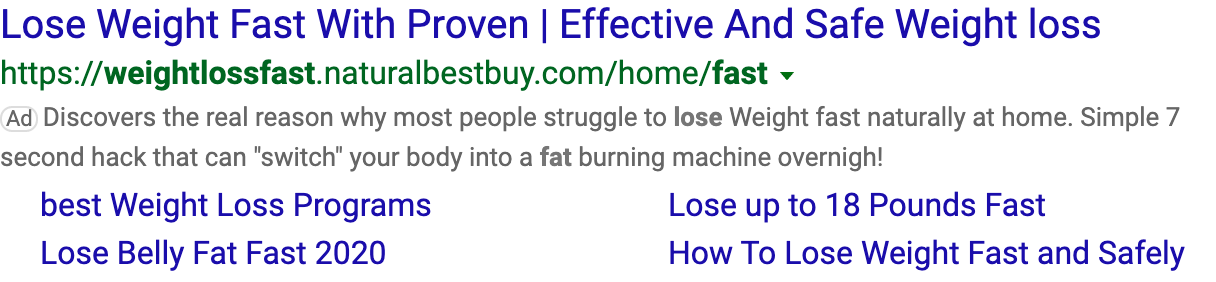 Lose Weight Fast With Proven | Effective And Safe Weight loss
https://weightlossfast.naturalbestbuy.com/home/fast
Ad Discovers the real reason why most people struggle to lose Weight fast naturally at home. Simple 7
second hack that can "switch" your body into a fat burning machine overnigh!
best Weight Loss Programs
Lose up to 18 Pounds Fast
Lose Belly Fat Fast 2020
How To Lose Weight Fast and Safely